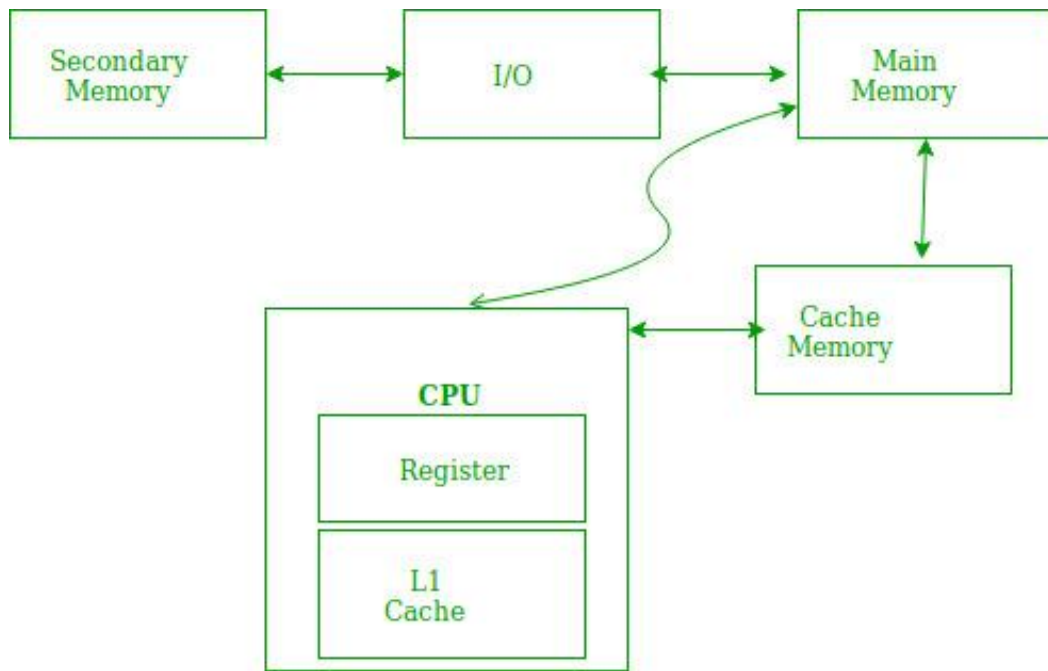 Secondary
Memory
I/O
Main
Memory
Cache
Memory
CPU
Register
L1
Cache